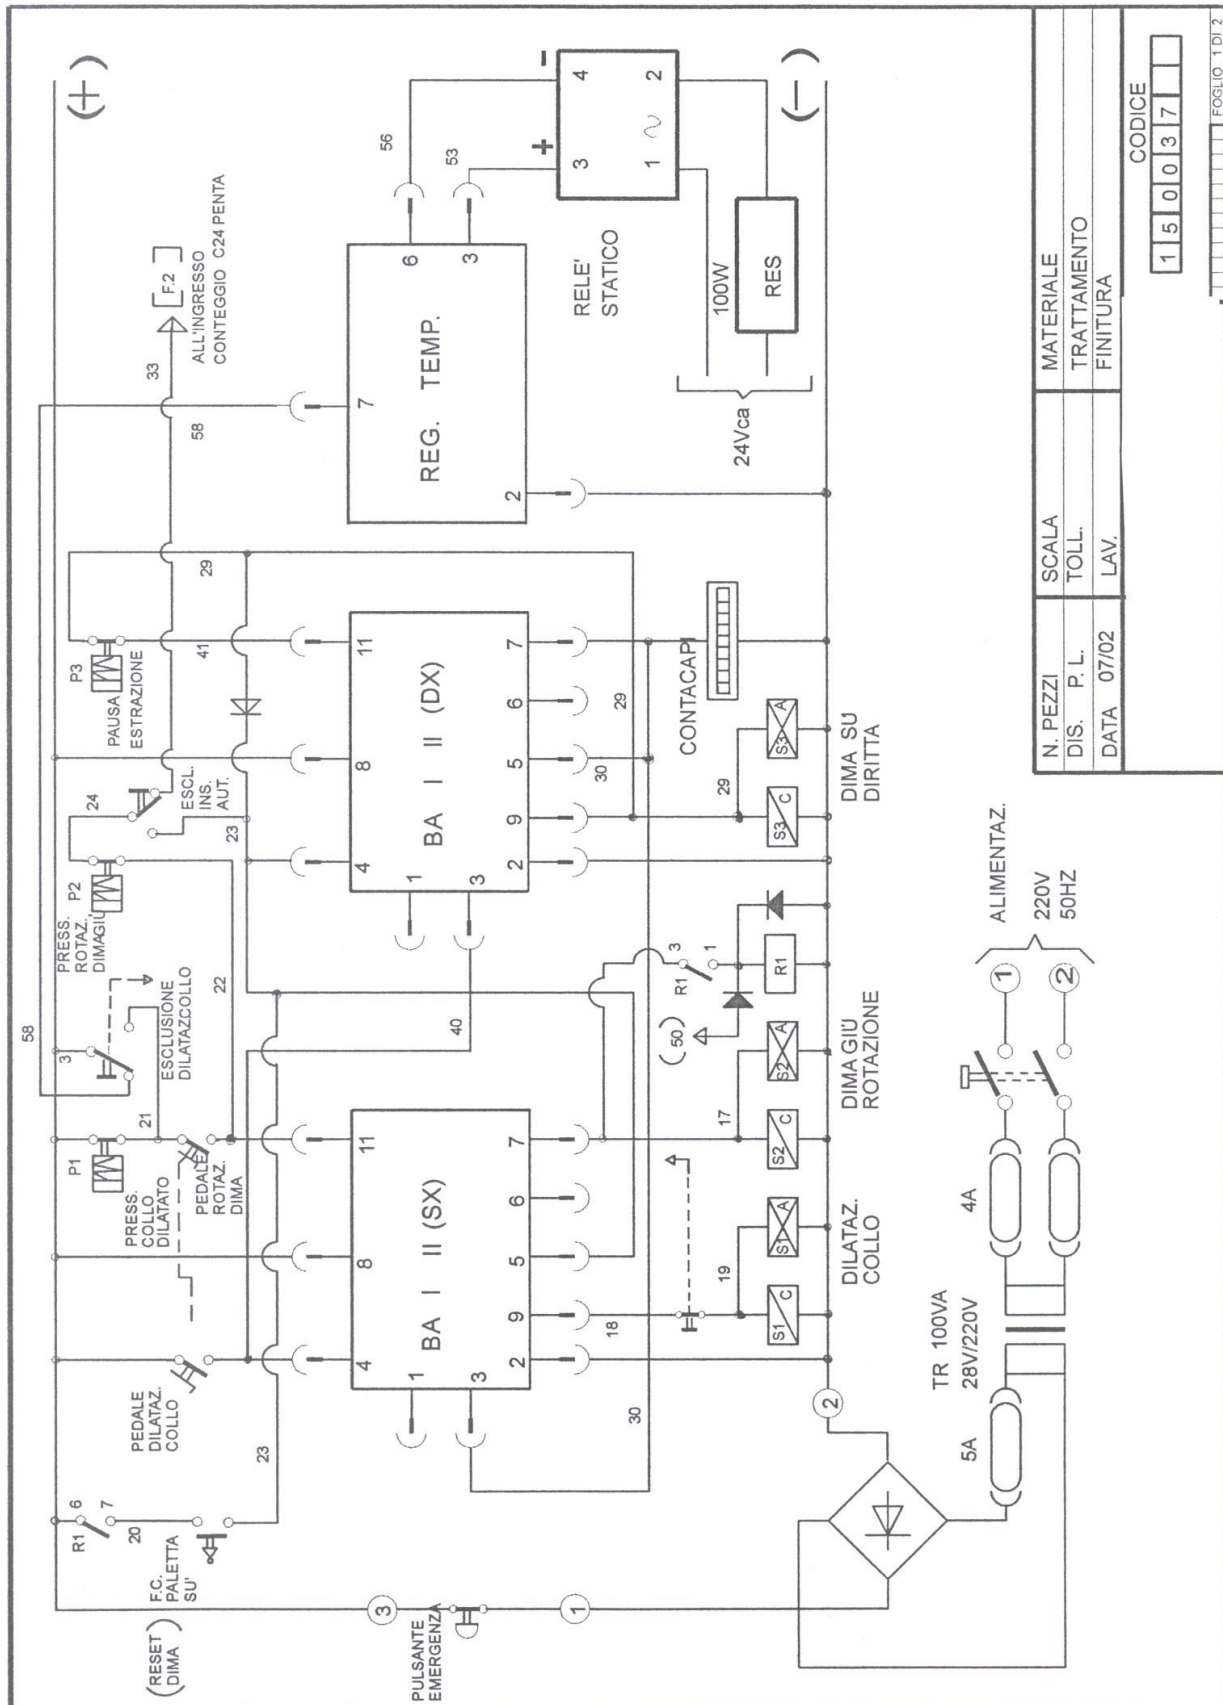 (+)
(RESET
DIMA)
R1
6
7
20
F.C.
PALETTA
SU'
23
PEDALE
DILATAZ.
COLLO
P1
PRESS.
COLLO
DILATATO
21
PEDALE
ROTAZ.
DIMA
58
3
ESCLUSIONE
DILATAZCOLLO
22
PRESS.
ROTAZ.
DIMAGIÙ
P2
24
ESCL.
INS.
AUT.
23
P3
PAUSA
ESTRAZIONE
41
29
33
58
[F.2]
ALL'INGRESSO
CONTEGGIO C24 PENTA
PULSANTE
EMERGENZA
3
1
4
8
11
1
3
BA I II (SX)
2
9
5
6
7
30
18
40
4
8
11
1
3
BA I II (DX)
2
9
5
6
7
30
29
7
REG. TEMP.
6
3
2
56
53
+
-
3
4
1
2
RELE'
STATICO
100W
RES
24Vca
19
S1
C
S1
A
DILATAZ.
COLLO
17
S2
C
S2
A
DIMAGIÙ
ROTAZIONE
(50)
R1
3
1
R1
29
S3
C
S3
A
DIMA SU
DIRITTA
CONTACAPI
(-)
2
5A
TR 100VA
28V/220V
4A
1
2
ALIMENTAZ.
220V
50HZ
N. PEZZI
SCALA
MATERIALE
DIS. P. L.
TOLL.
TRATTAMENTO
DATA 07/02
LAV.
FINITURA
CODICE
1 5 0 0 3 7
FOGLIO 1 DI 2